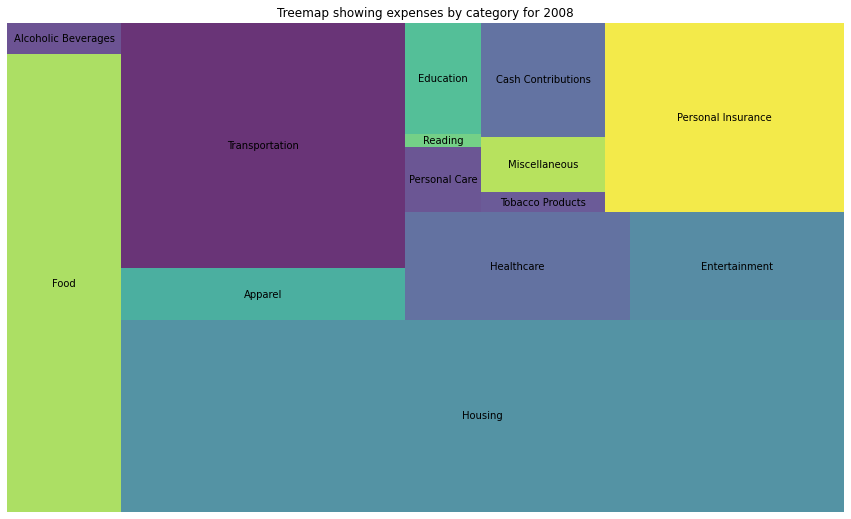 Treemap showing expenses by category for 2008
Alcoholic Beverages
Education
Cash Contributions
Personal Insurance
Transportation
Reading
Miscellaneous
Personal Care
Tobacco Products
Healthcare
Entertainment
Food
Apparel
Housing